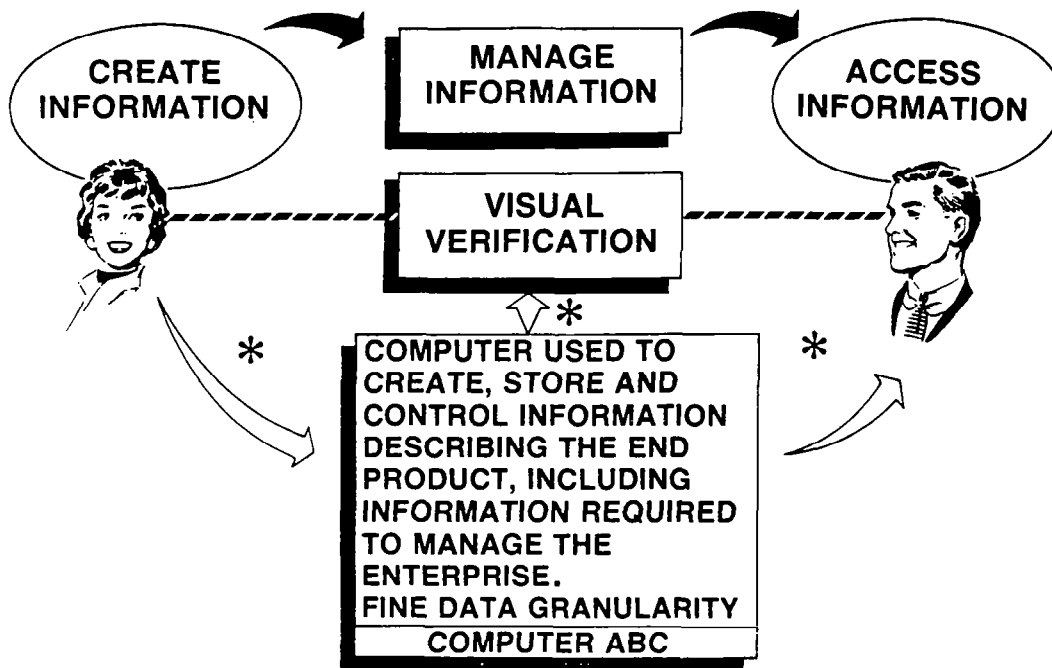 CREATE
INFORMATION
MANAGE
INFORMATION
ACCESS
INFORMATION
VISUAL
VERIFICATION
*
*
*
COMPUTER USED TO
CREATE, STORE AND
CONTROL INFORMATION
DESCRIBING THE END
PRODUCT, INCLUDING
INFORMATION REQUIRED
TO MANAGE THE
ENTERPRISE.
FINE DATA GRANULARITY
COMPUTER ABC